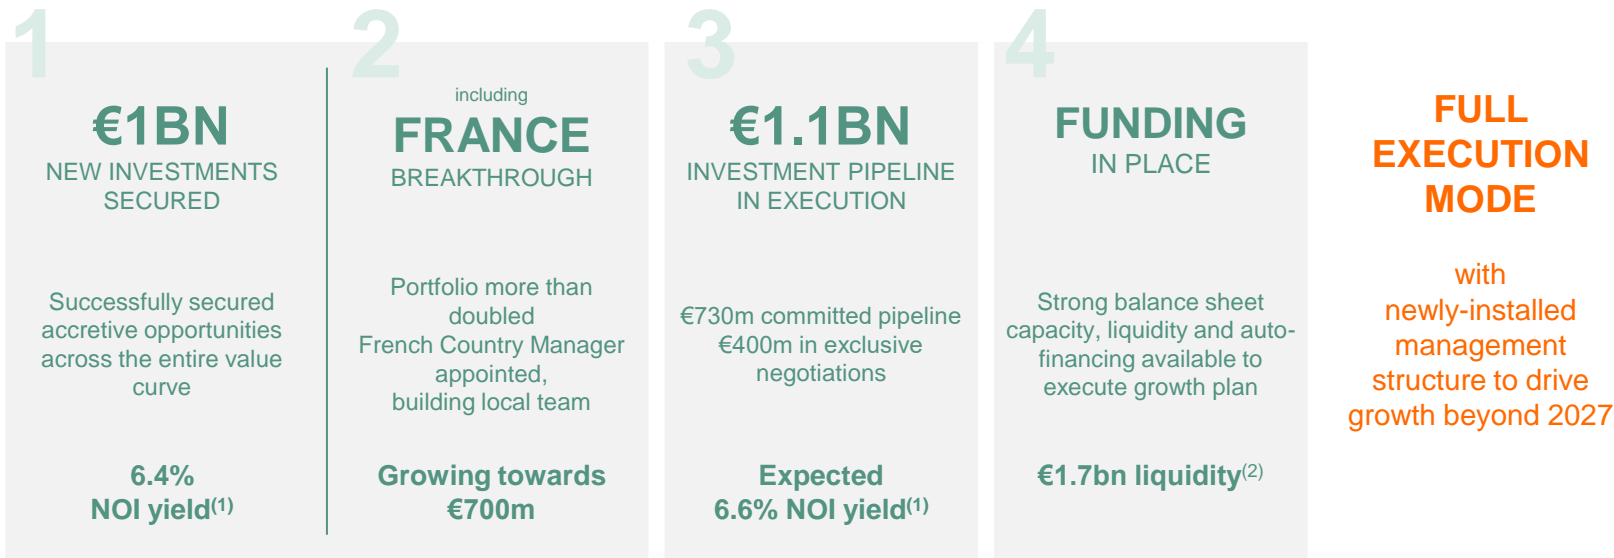 1
€1BN
NEW INVESTMENTS
SECURED
Successfully secured
accretive opportunities
across the entire value
curve
6.4%
NOI yield(1)
2
including
FRANCE
BREAKTHROUGH
Portfolio more than
doubled
French Country Manager
appointed,
building local team
Growing towards
€700m
3
€1.1BN
INVESTMENT PIPELINE
IN EXECUTION
€730m committed pipeline
€400m in exclusive
negotiations
Expected
6.6% NOI yield(1)
4
FUNDING
IN PLACE
Strong balance sheet
capacity, liquidity and auto-
financing available to
execute growth plan
€1.7bn liquidity(2)
FULL
EXECUTION
MODE
with
newly-installed
management
structure to drive
growth beyond 2027